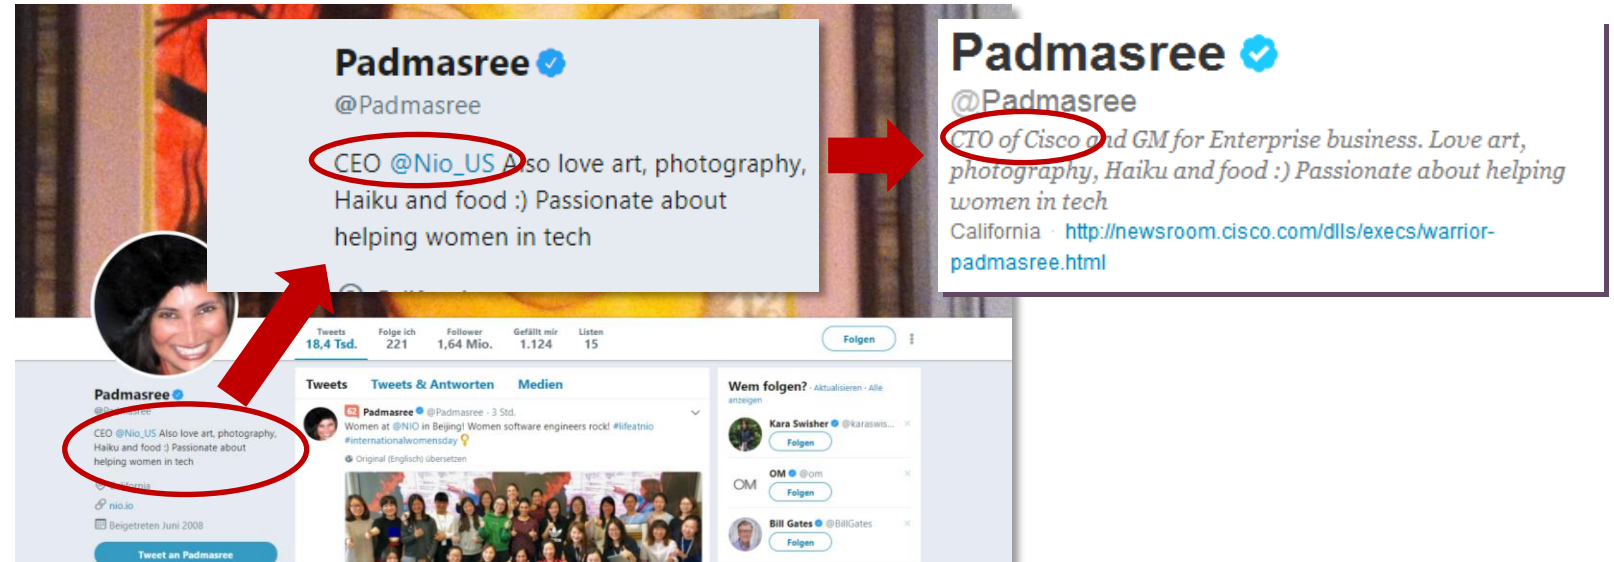 Padmasree
@Padmasree
CEO @Nio_US Also love art, photography,
Haiku and food :) Passionate about
helping women in tech
Padmasree
@Padmasree
CTO of Cisco and GM for Enterprise business. Love art,
photography, Haiku and food :) Passionate about helping
women in tech
California · http://newsroom.cisco.com/dlls/execs/warrior-
padmasree.html
Tweets Folge ich Follower Gefällt mir Listen
18,4 Tsd. 221 1,64 Mio. 1.124 15
Folgen
Padmasree
@Padmasree
CEO @Nio_US Also love art, photography,
Haiku and food :) Passionate about
helping women in tech
California
nio.io
Beigetreten Juni 2008
Tweet an Padmasree
Tweets Tweets & Antworten Medien
62 Padmasree @Padmasree · 3 Std.
Women at @NIO in Beijing! Women software engineers rock! #lifeatnio
#internationalwomensday
Original (Englisch) übersetzen
Wem folgen? · Aktualisieren · Alle
anzeigen
Kara Swisher @karaswis...
Folgen
OM
OM @om
Folgen
Bill Gates @BillGates
Folgen